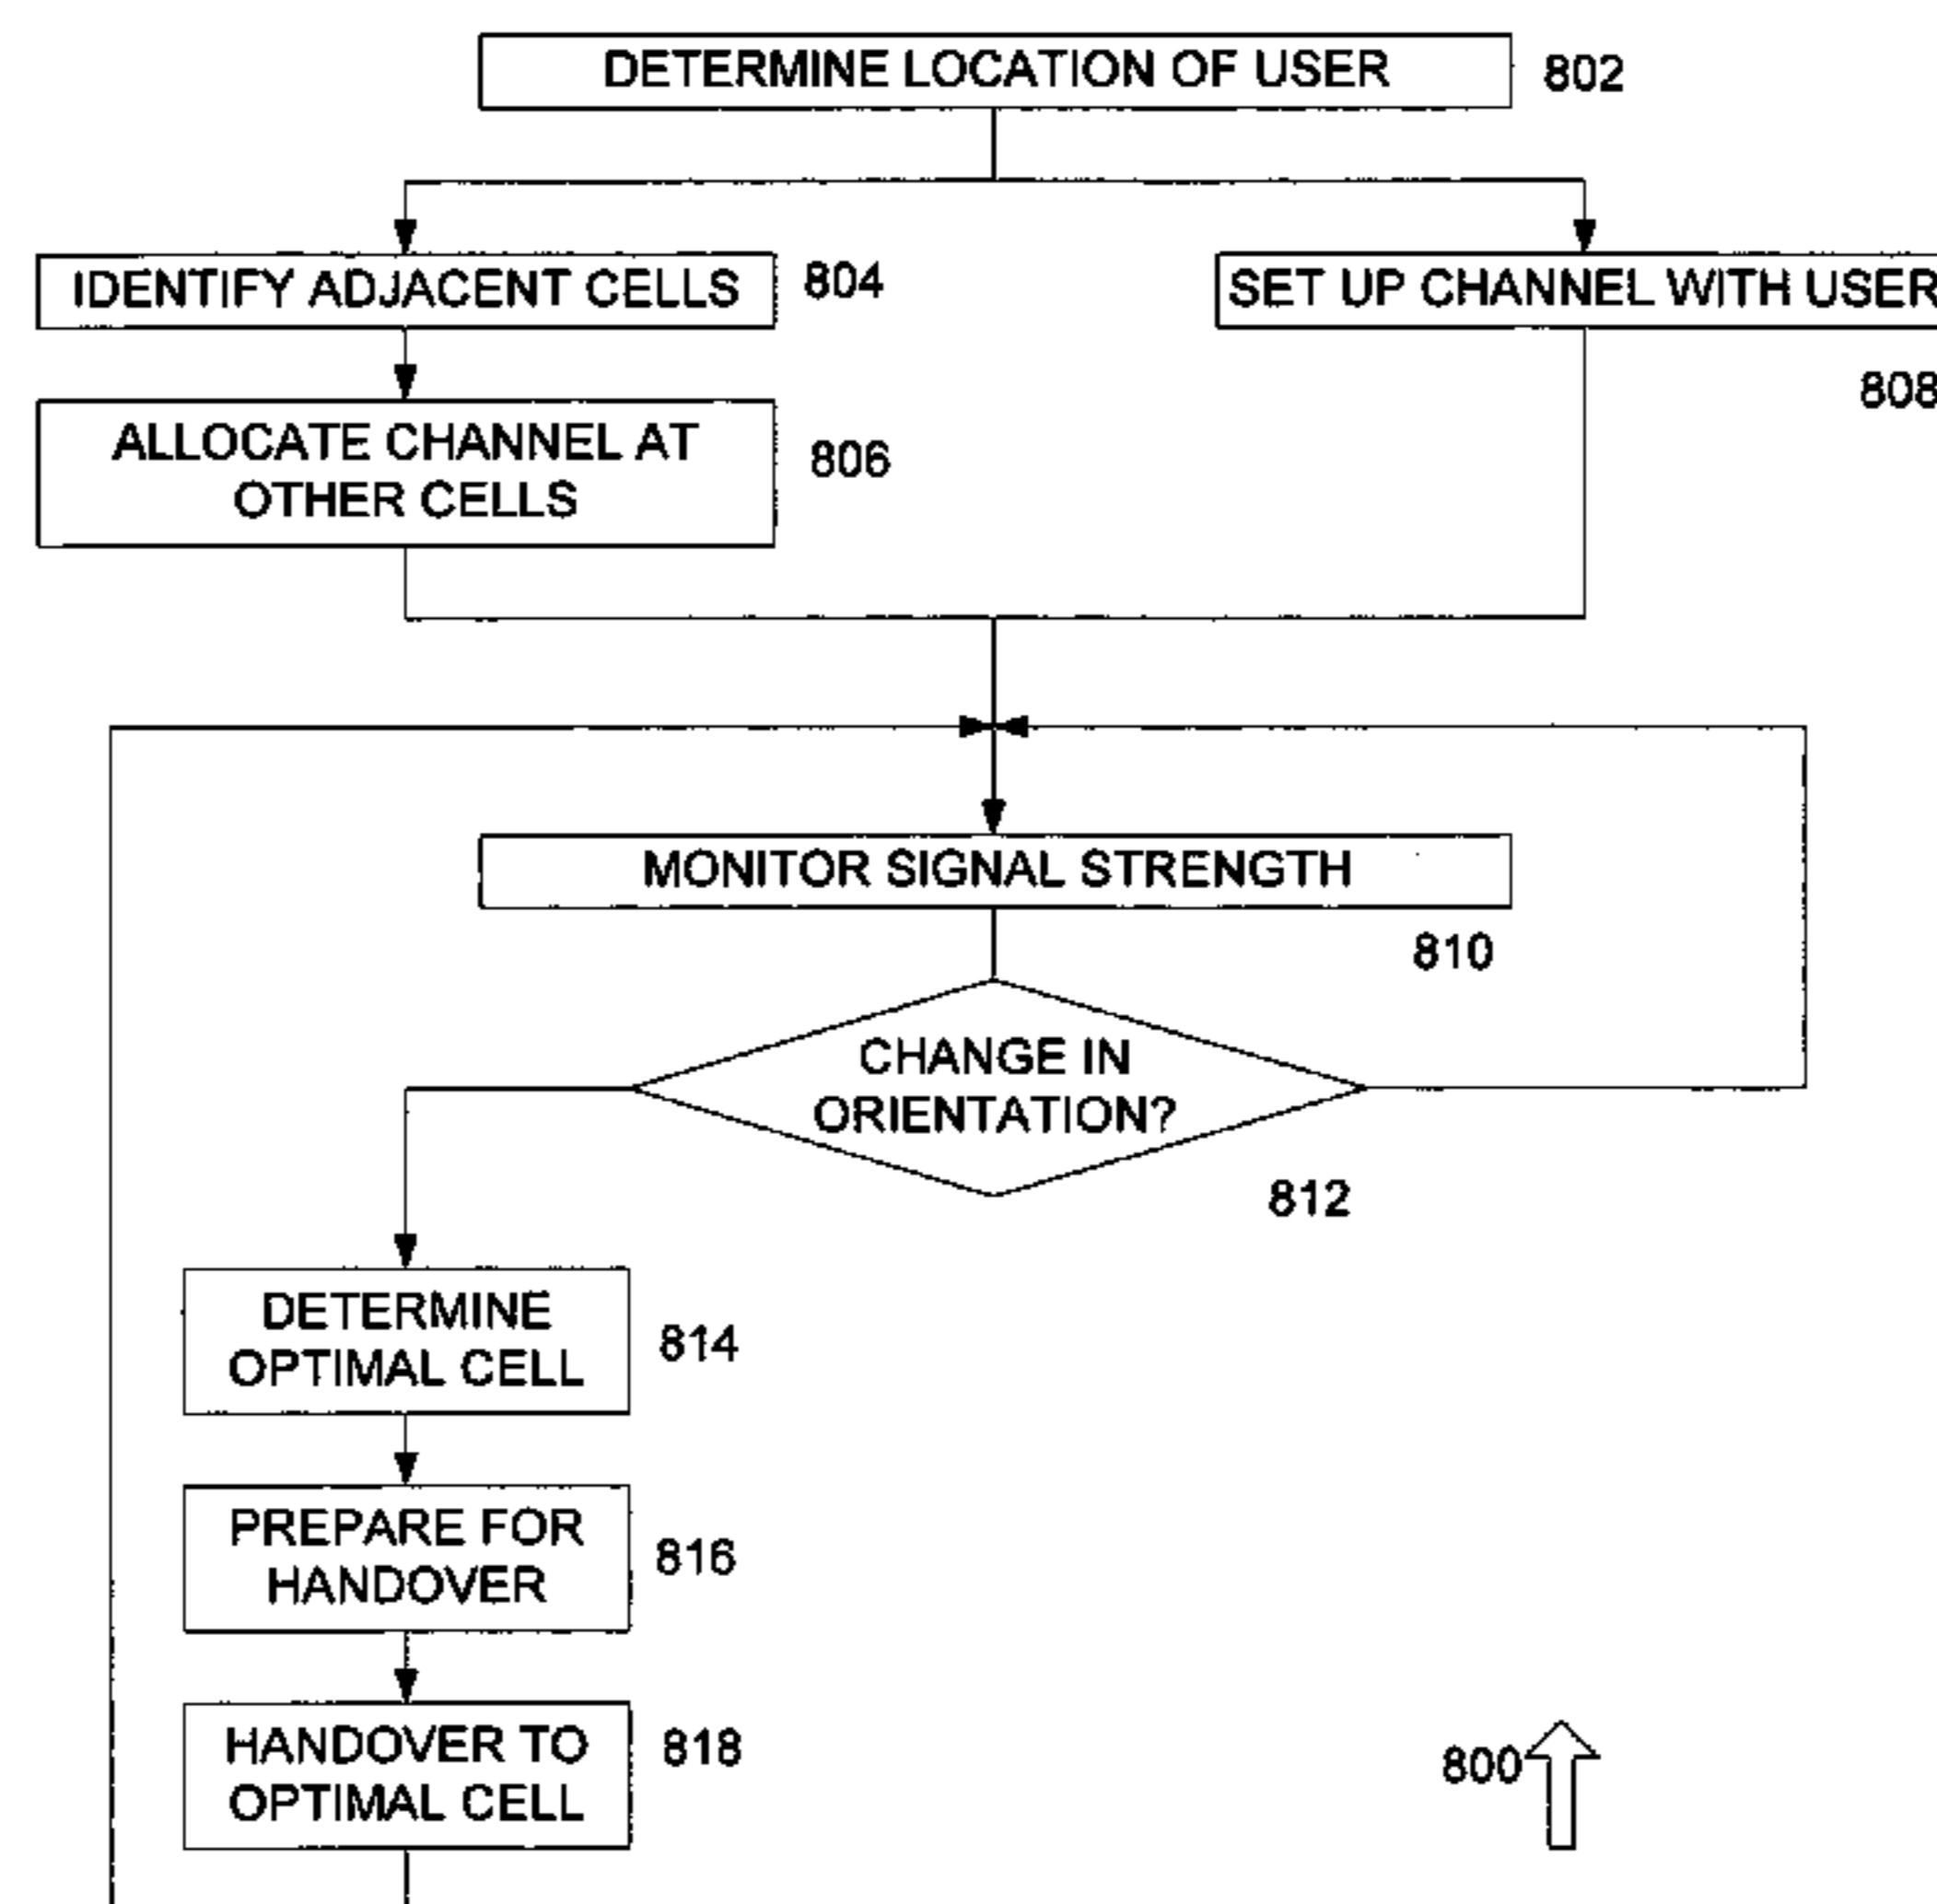 DETERMINE LOCATION OF USER
802
IDENTIFY ADJACENT CELLS
804
SET UP CHANNEL WITH USER
808
ALLOCATE CHANNEL AT
OTHER CELLS
806
MONITOR SIGNAL STRENGTH
810
CHANGE IN
ORIENTATION?
812
DETERMINE
OPTIMAL CELL
814
PREPARE FOR
HANDOVER
816
HANDOVER TO
OPTIMAL CELL
818
800